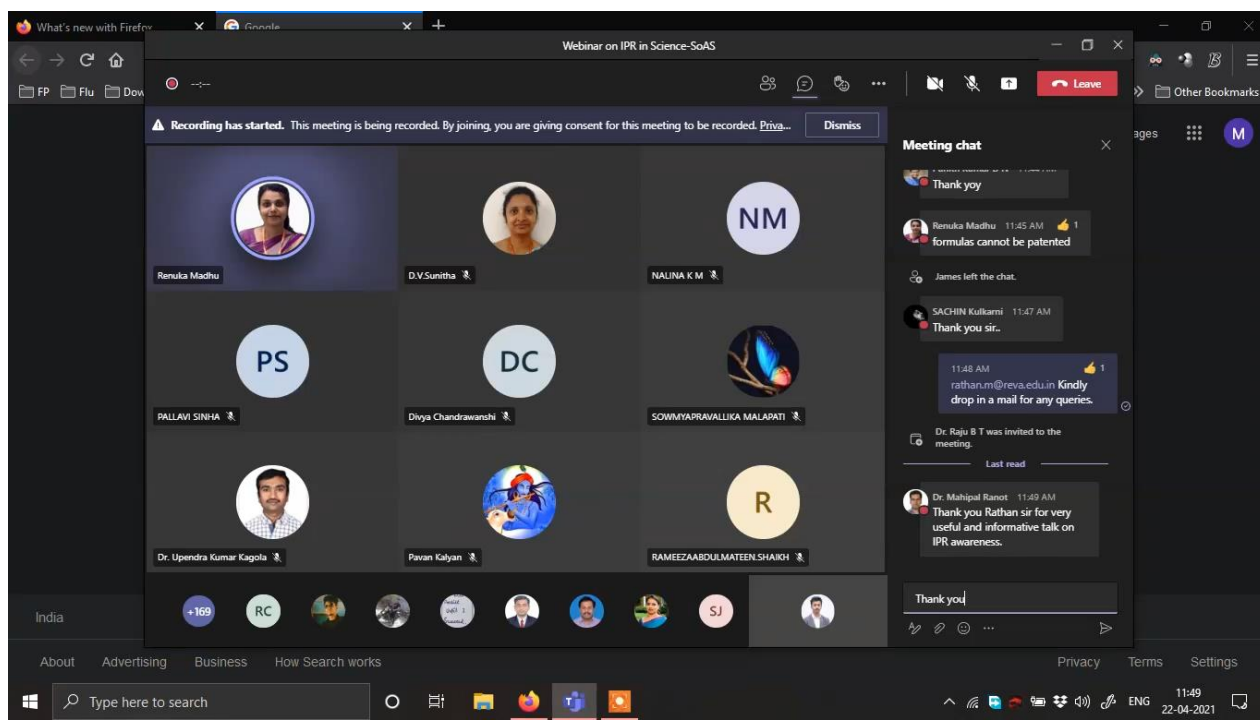 What's new with Firefox
Google
Webinar on IPR in Science-SoAS
FP
Flu
Dow
Other Bookmarks
--:--
Leave
Recording has started. This meeting is being recorded. By joining, you are giving consent for this meeting to be recorded. Priva...
Dismiss
ages
M
Renuka Madhu
D.V.Sunitha
NM
NALINA K M
PS
PALLAVI SINHA
DC
Divya Chandrawanshi
SOWMYAPRAVALLIKA MALAPATI
Dr. Upendra Kumar Kagola
Pavan Kalyan
R
RAMEEZAABDULMATEEN.SHAIKH
+169
RC
SJ
Meeting chat
Thank yoy
Renuka Madhu 11:45 AM 1
formulas cannot be patented
James left the chat.
SACHIN Kulkarni 11:47 AM
Thank you sir..
11:48 AM 1
rathan.m@reva.edu.in Kindly
drop in a mail for any queries.
Dr. Raju B T was invited to the
meeting.
Last read
Dr. Mahipal Ranot 11:49 AM
Thank you Rathan sir for very
useful and informative talk on
IPR awareness.
Thank you
India
About Advertising Business How Search works
Privacy Terms Settings
Type here to search
ENG
11:49
22-04-2021